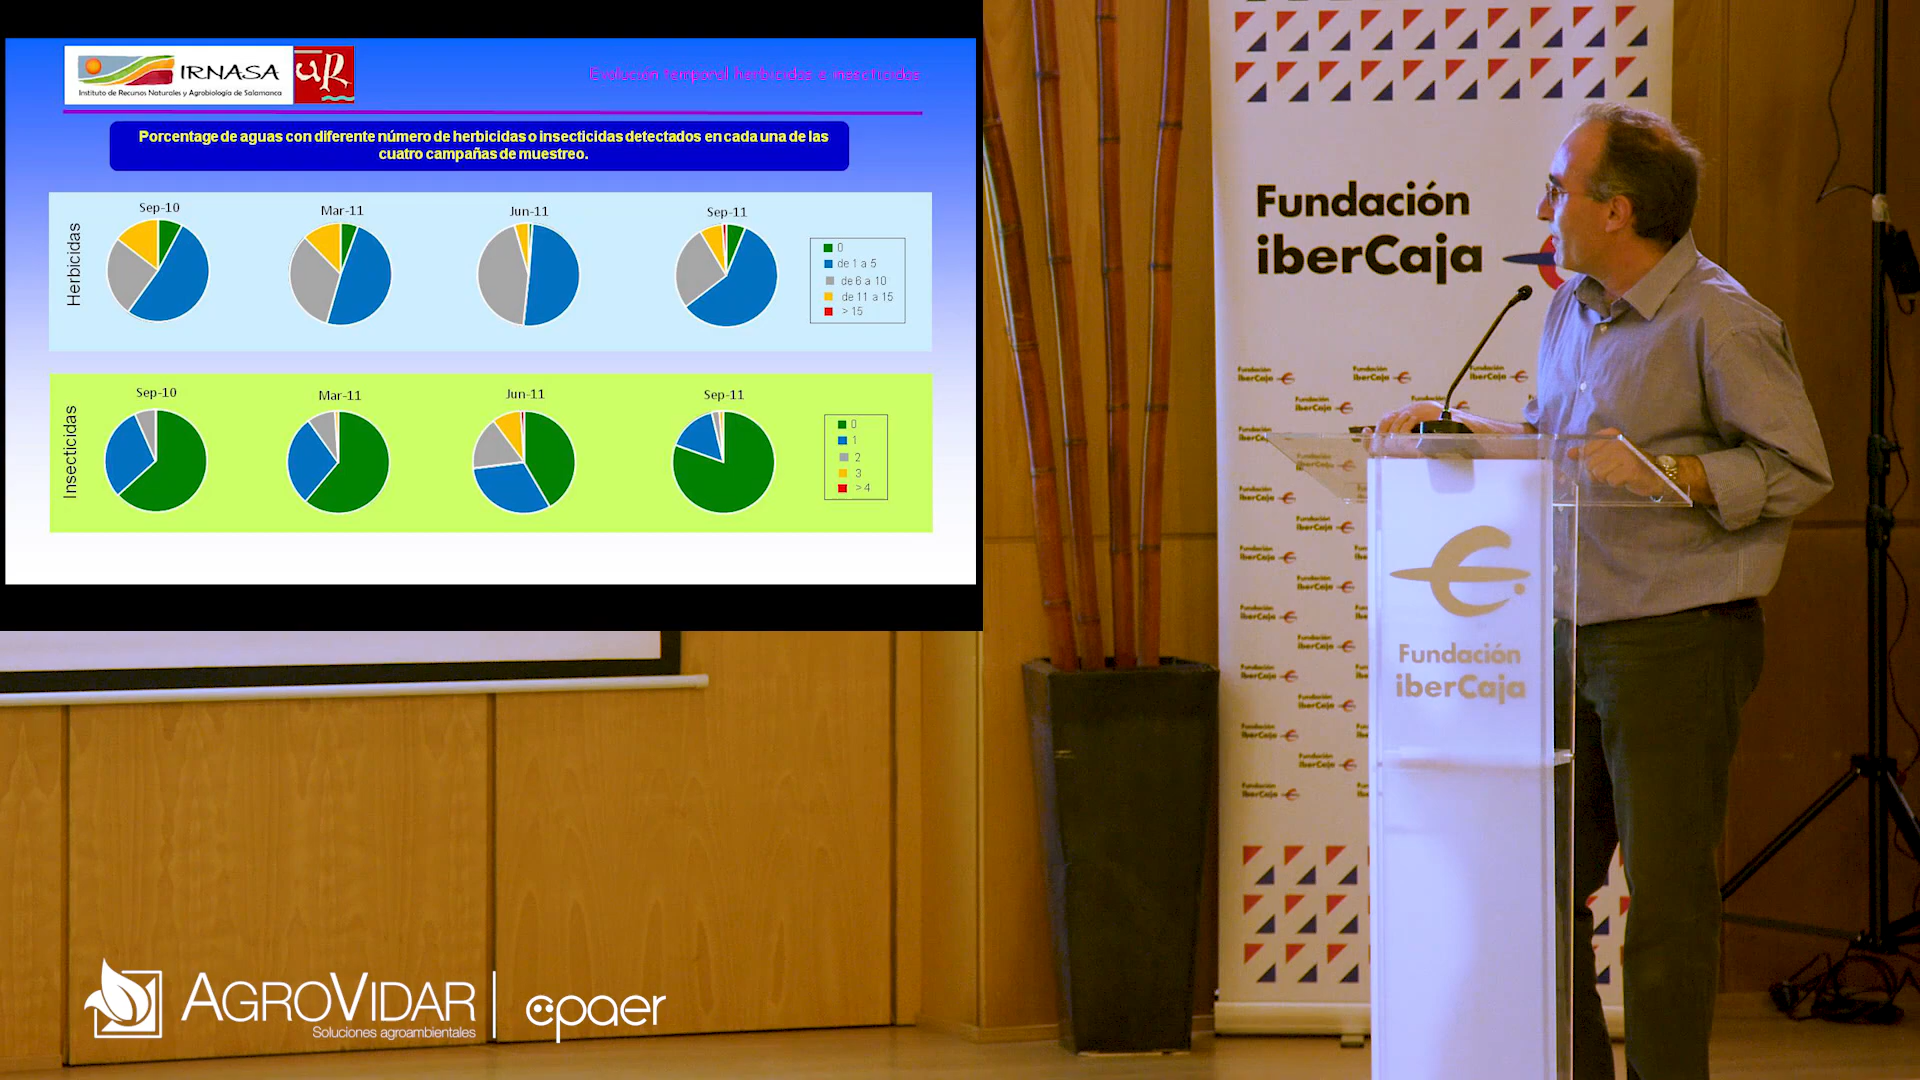 IRNASA
Instituto de Recursos Naturales y Agrobiología de Salamanca
uR
Evolución temporal herbicidas e insecticidas
Porcentage de aguas con diferente número de herbicidas o insecticidas detectados en cada una de las
cuatro campañas de muestreo.
Herbicidas
Sep-10
Mar-11
Jun-11
Sep-11
0
de 1 a 5
de 6 a 10
de 11 a 15
> 15
Insecticidas
Sep-10
Mar-11
Jun-11
Sep-11
0
1
2
3
>4
Fundación
iberCaja
Fundación
iberCaja
AGROVIDAR
Soluciones agroambientales
epaer